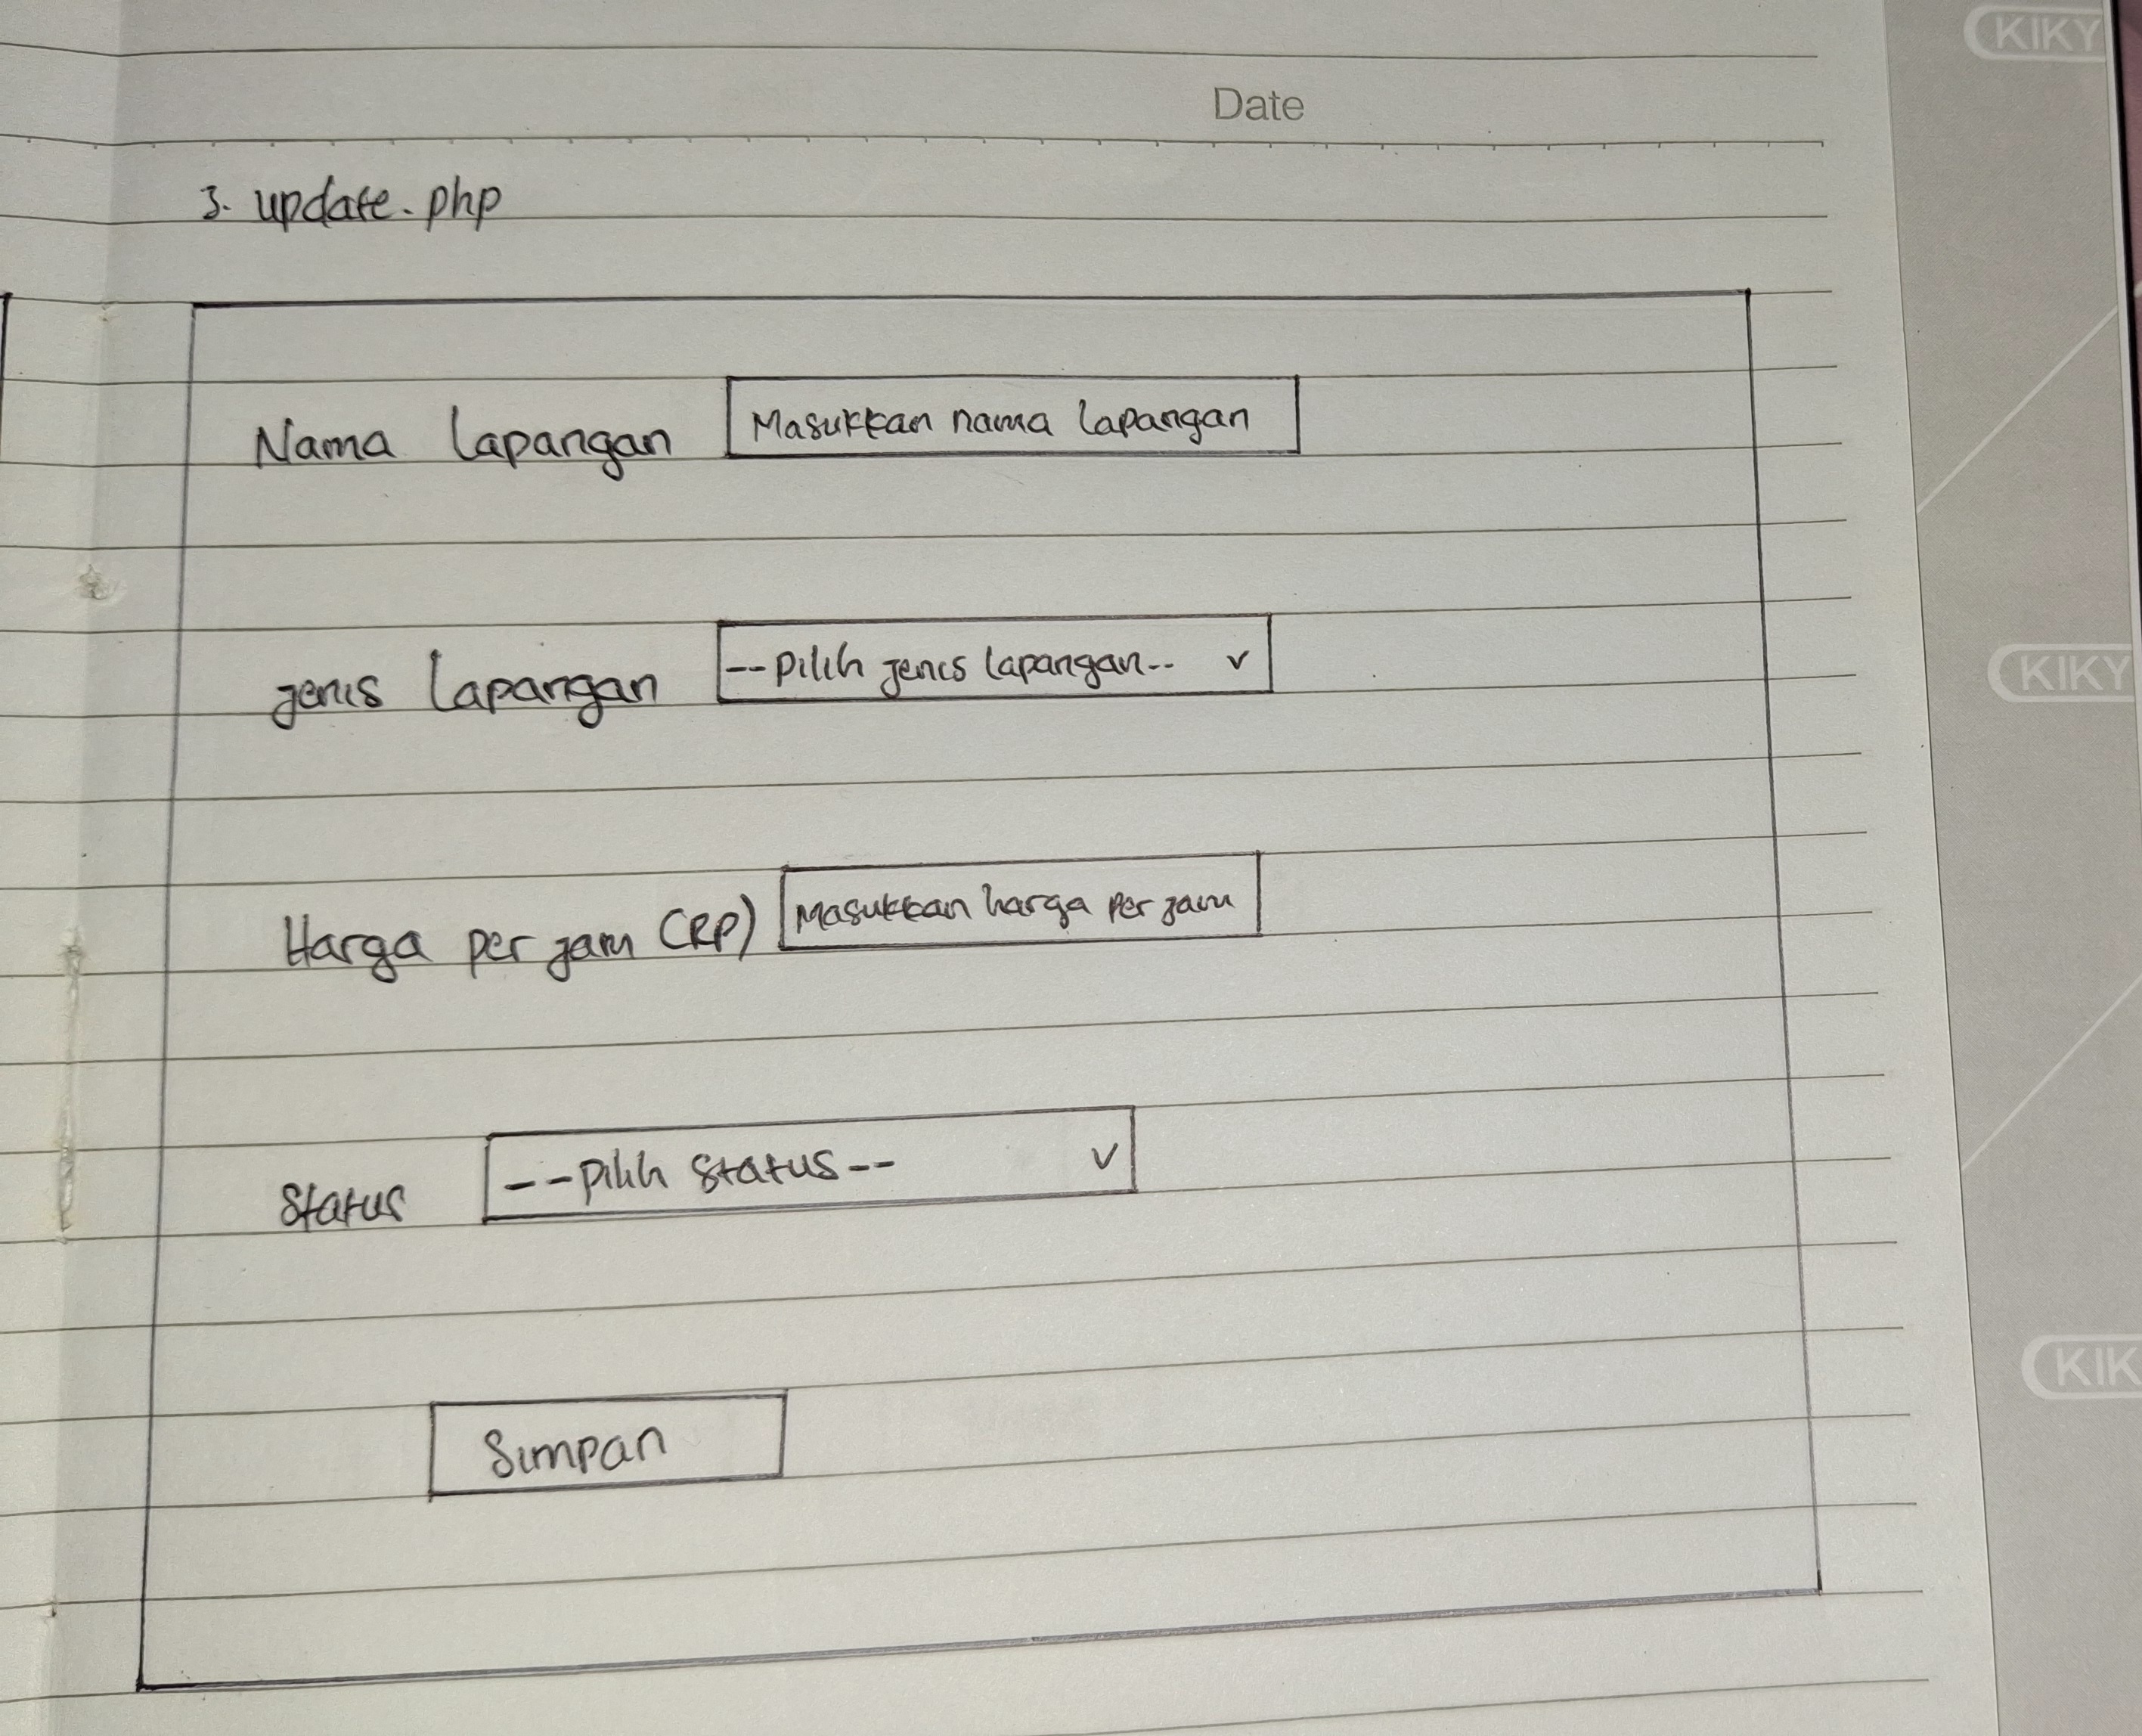 KIKY
Date
3. update.php
Nama lapangan Masukkan nama lapangan
jenis lapangan --Pilih jenis lapangan-- v
KIKY
Harga per jam (RP) Masukkan harga per jam
Status ---Pilih status-- v
KIK
Simpan